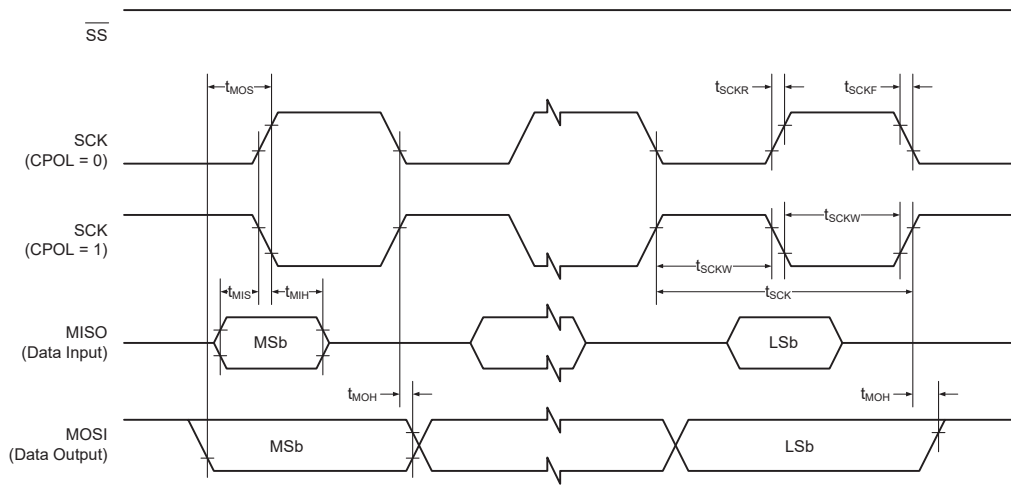 SS
tMOS
tSCKR
tSCKF
SCK
(CPOL = 0)
SCK
(CPOL = 1)
tSCKW
tSCKW
tMIS
tMIH
tSCK
MISO
(Data Input)
MSb
LSb
tMOH
tMOH
MOSI
(Data Output)
MSb
LSb